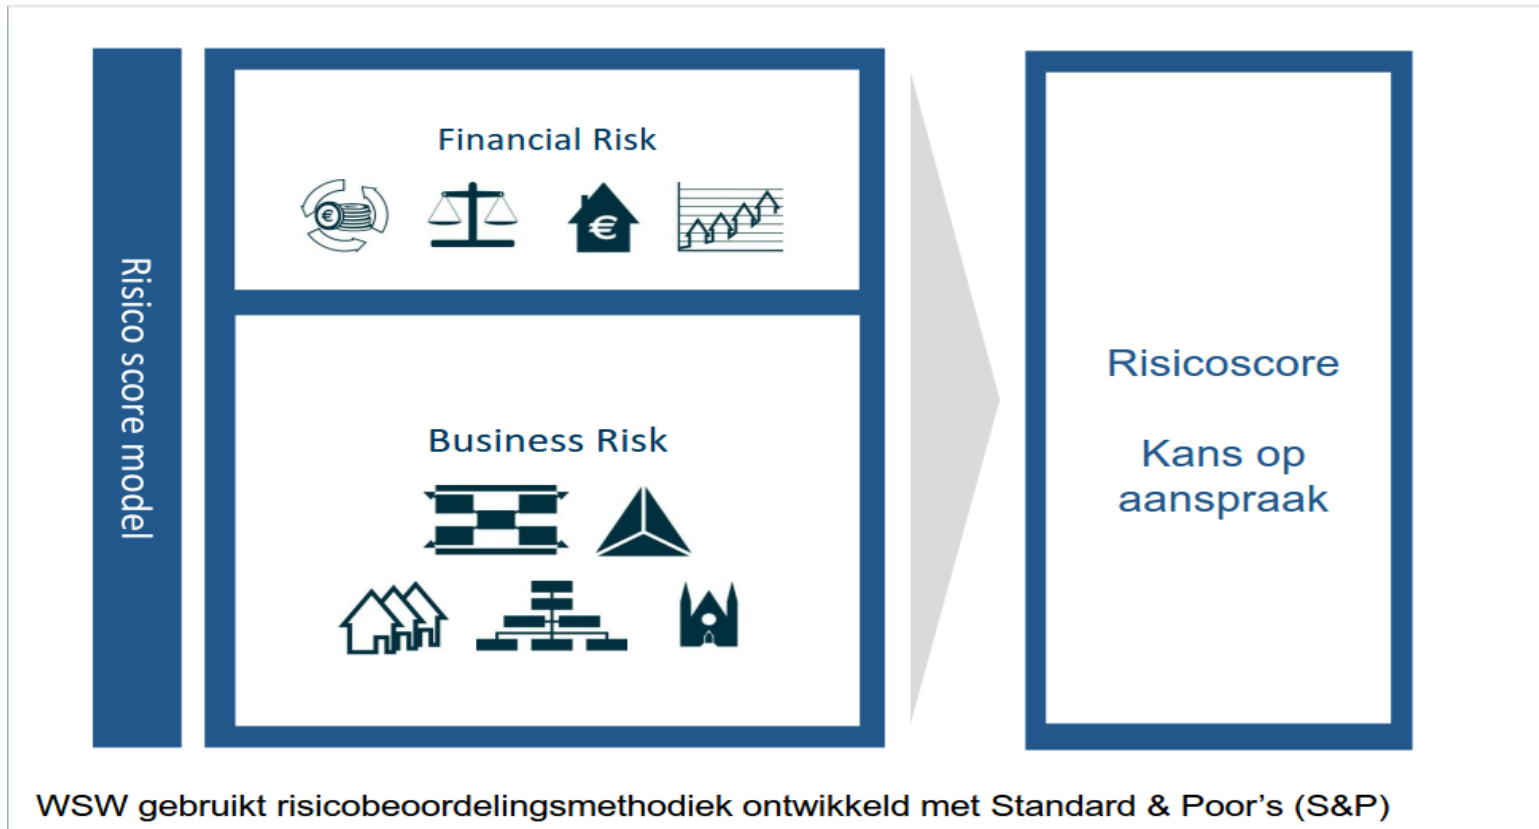 Risico score model
Financial Risk
€
€
Business Risk
Risicoscore
Kans op
aanspraak
WSW gebruikt risicobeoordelingsmethodiek ontwikkeld met Standard & Poor's (S&P)